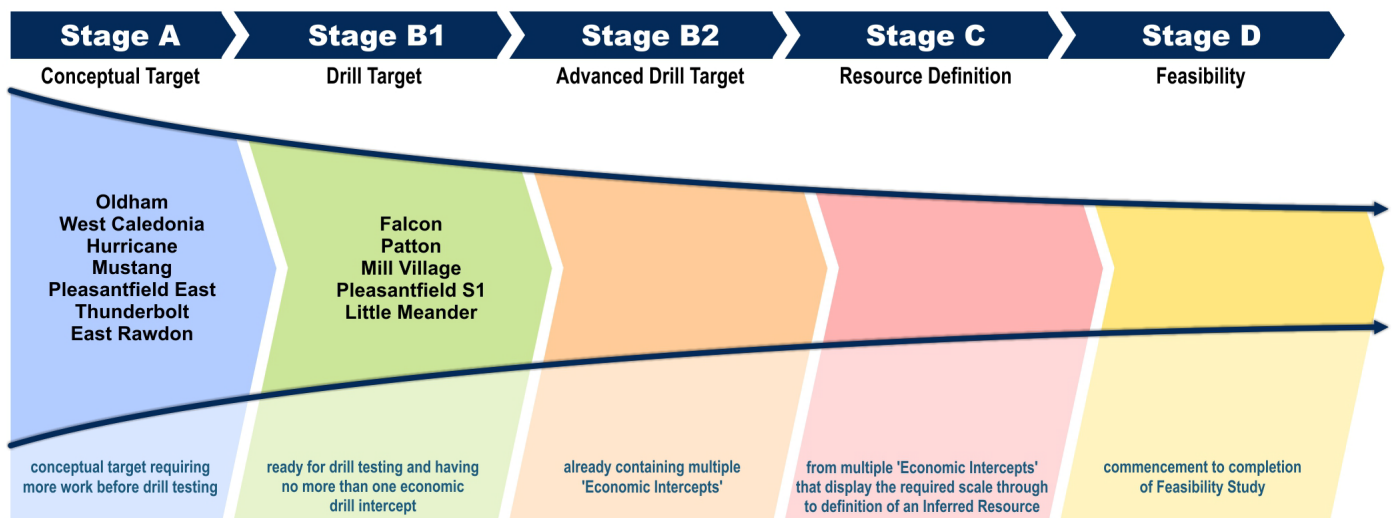 Stage A
Stage B1
Stage B2
Stage C
Stage D
Conceptual Target
Drill Target
Advanced Drill Target
Resource Definition
Feasibility
Oldham
West Caledonia
Hurricane
Mustang
Pleasantfield East
Thunderbolt
East Rawdon
Falcon
Patton
Mill Village
Pleasantfield S1
Little Meander
conceptual target requiring
more work before drill testing
ready for drill testing and having
no more than one economic
drill intercept
already containing multiple
'Economic Intercepts'
from multiple 'Economic Intercepts'
that display the required scale through
to definition of an Inferred Resource
commencement to completion
of Feasibility Study